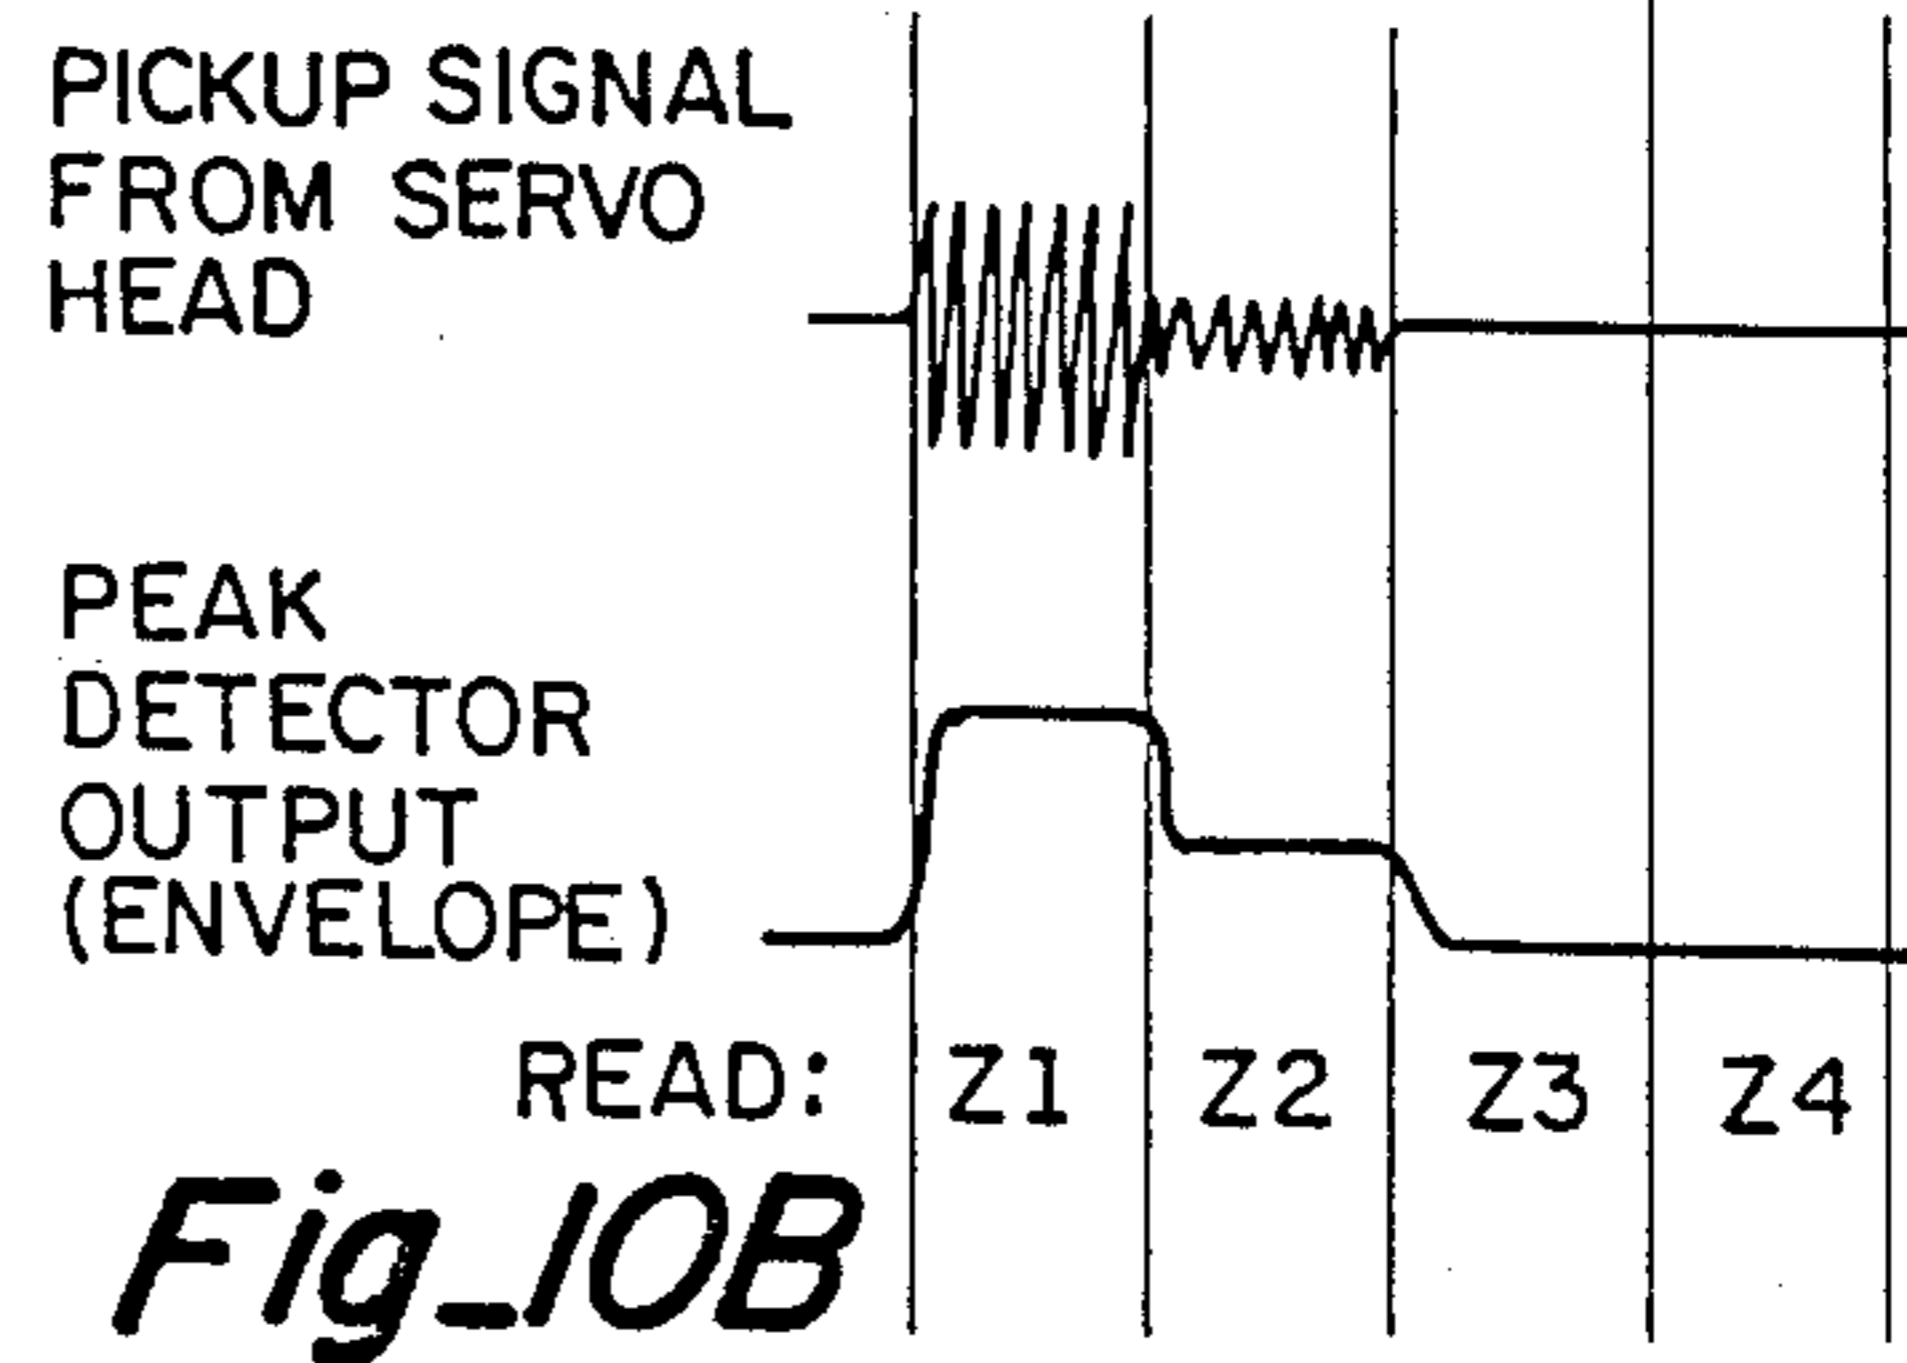 PICKUP SIGNAL
FROM SERVO
HEAD
PEAK
DETECTOR
OUTPUT
(ENVELOPE)
READ: Z1 Z2 Z3 Z4
Fig_10B